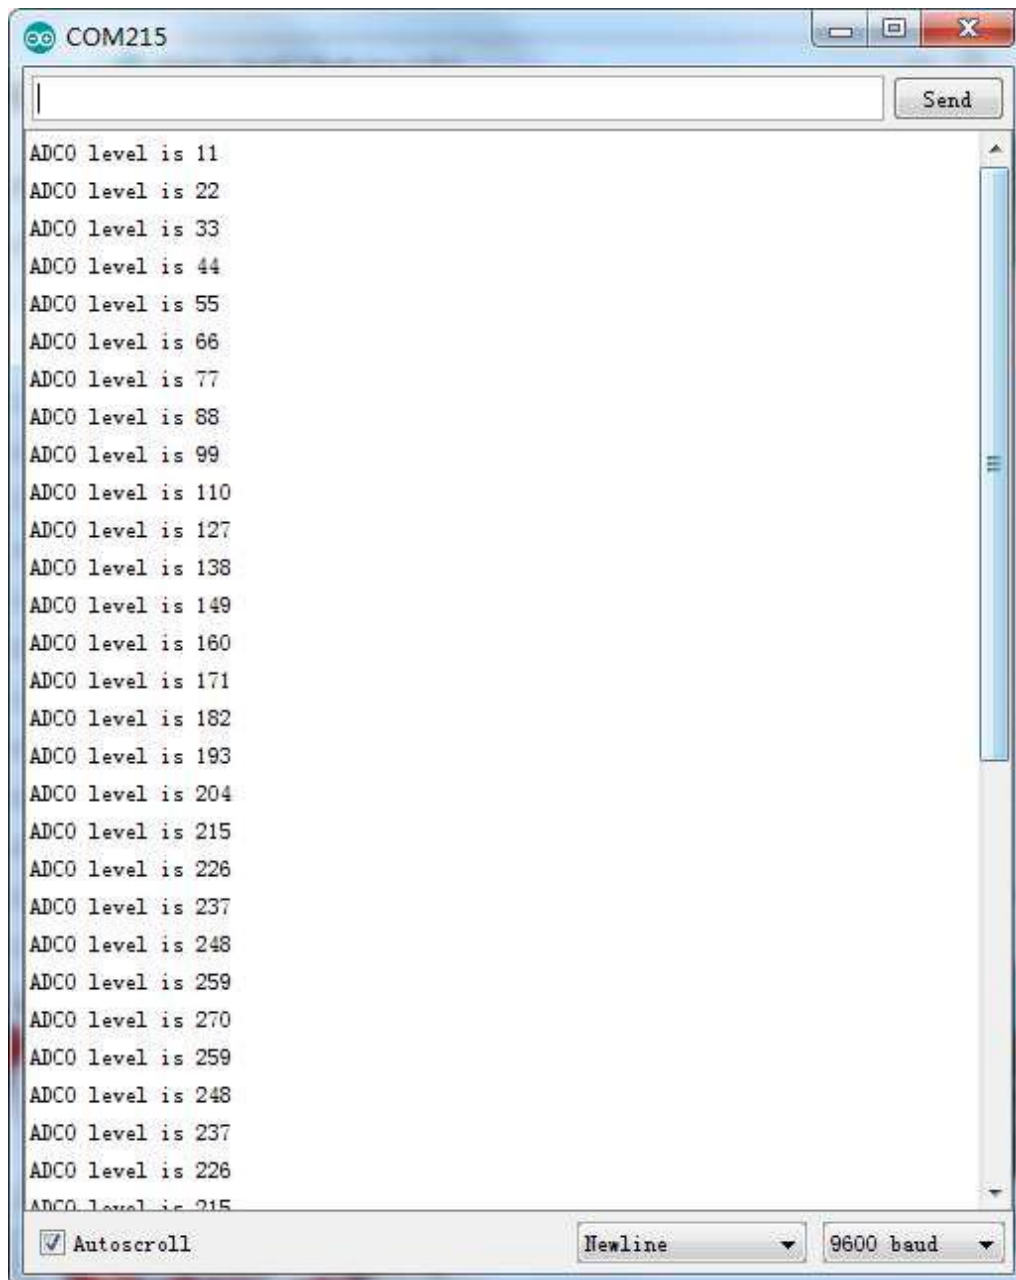 COM215
Send
ADC0 level is 11
ADC0 level is 22
ADC0 level is 33
ADC0 level is 44
ADC0 level is 55
ADC0 level is 66
ADC0 level is 77
ADC0 level is 88
ADC0 level is 99
ADC0 level is 110
ADC0 level is 127
ADC0 level is 138
ADC0 level is 149
ADC0 level is 160
ADC0 level is 171
ADC0 level is 182
ADC0 level is 193
ADC0 level is 204
ADC0 level is 215
ADC0 level is 226
ADC0 level is 237
ADC0 level is 248
ADC0 level is 259
ADC0 level is 270
ADC0 level is 259
ADC0 level is 248
ADC0 level is 237
ADC0 level is 226
ADC0 level is 215
Autoscroll
Newline
9600 baud